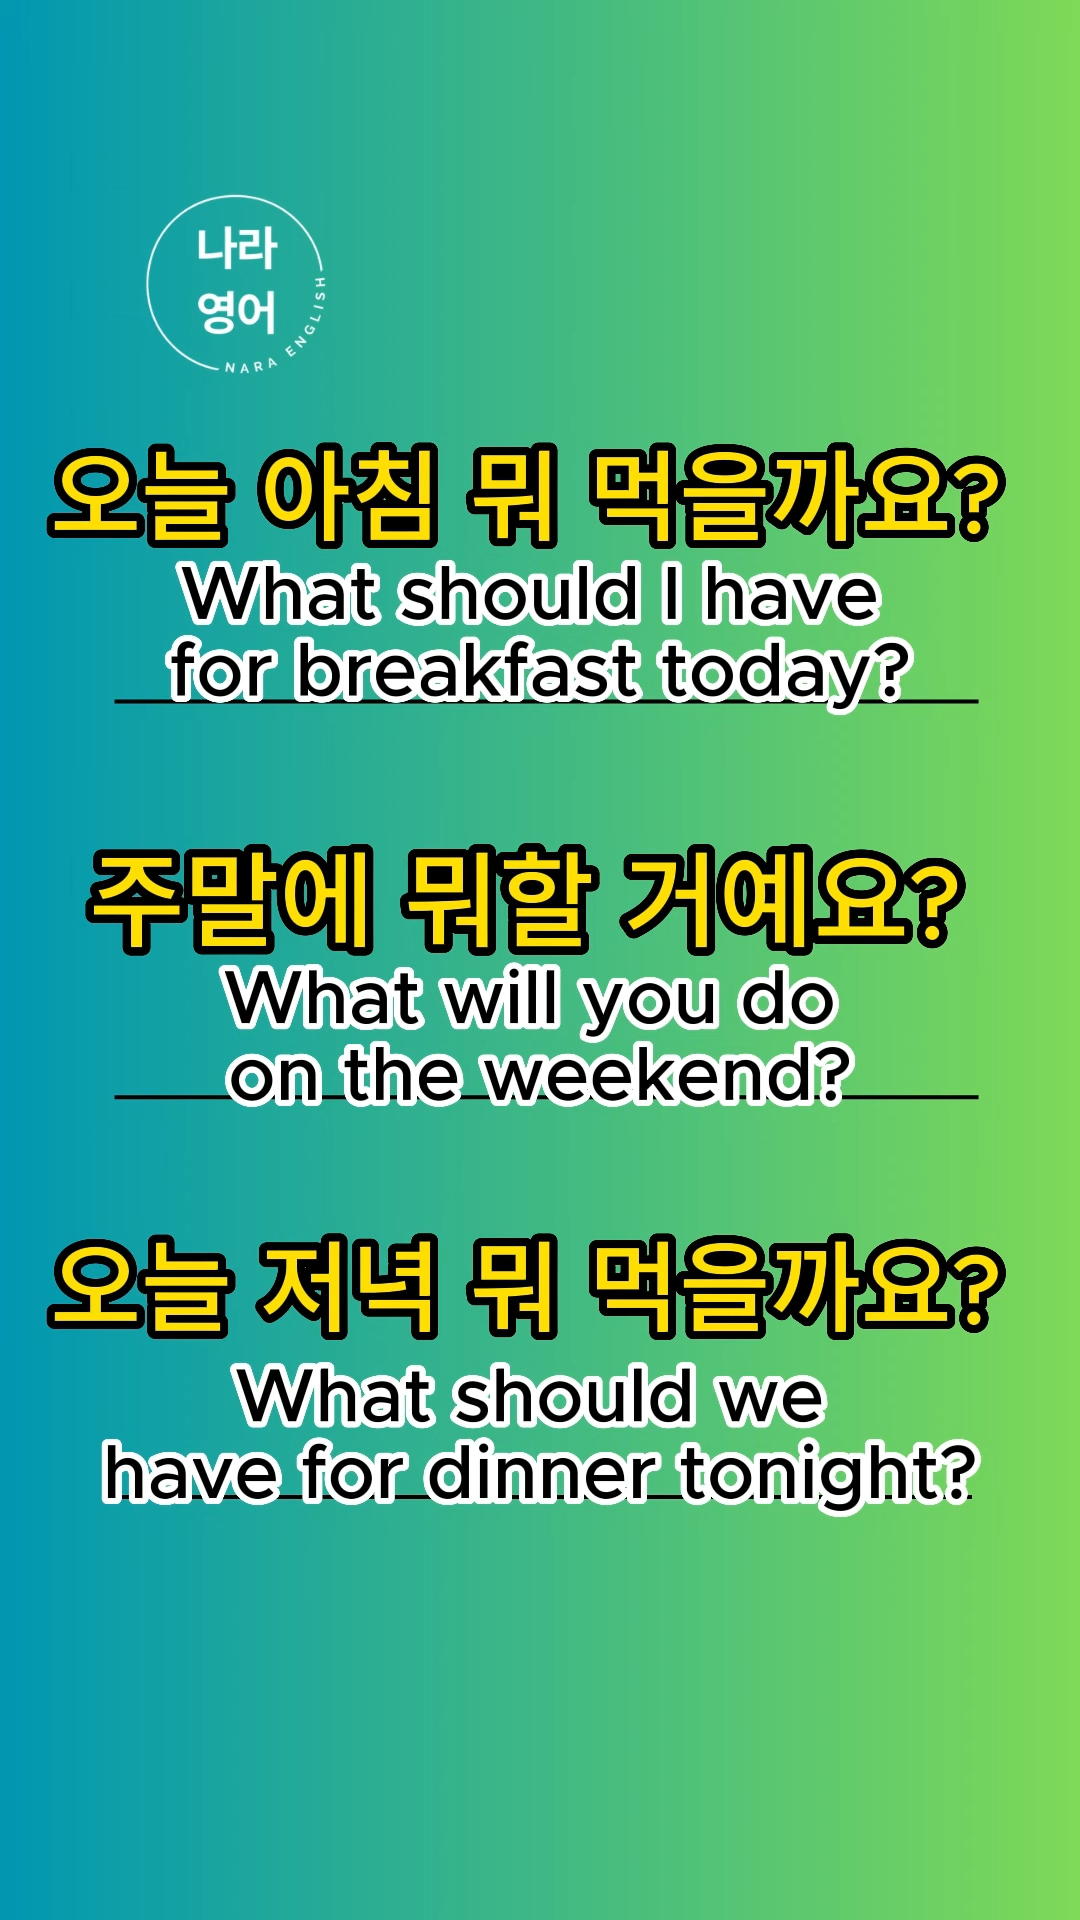 나라
영어
NARA ENGLISH
오늘 아침 뭐 먹을까요?
What should I have
for breakfast today?
주말에 뭐할 거예요?
What will you do
on the weekend?
오늘 저녁 뭐 먹을까요?
What should we
have for dinner tonight?